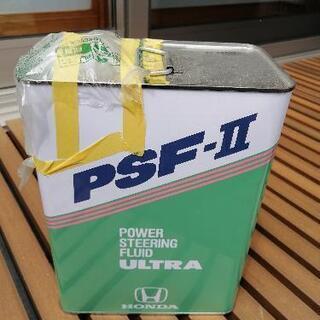 PSF-II
POWER
STEERING
FLUID
ULTRA
HONDA